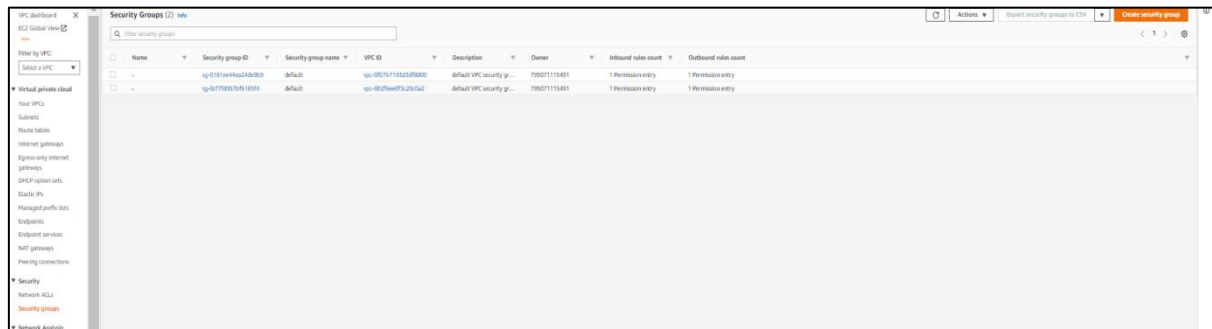 VPC dashboard
EC2 Global View
New
Filter by VPC:
Select a VPC
Virtual private cloud
Your VPCs
Subnets
Route tables
Internet gateways
Egress-only internet
gateways
DHCP option sets
Elastic IPs
Managed prefix lists
Endpoints
Endpoint services
NAT gateways
Peering connections
Security
Network ACLs
Security groups
Network Analysis
Security Groups (2) Info
Actions
Export security groups to CSV
Create security group
Filter security groups
1
Name Security group ID Security group name VPC ID Description Owner Inbound rules count Outbound rules count
- default default VPC security gr... 795071115491 1 Permission entry 1 Permission entry
- default default VPC security gr... 795071115491 1 Permission entry 1 Permission entry